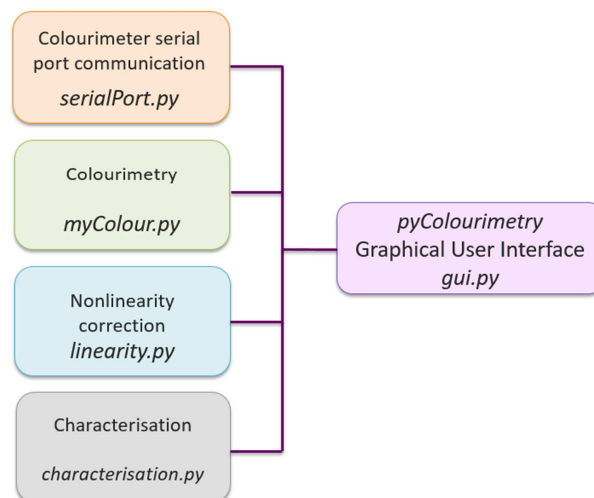 Colourimeter serial
port communication
serialPort.py
Colourimetry
myColour.py
Nonlinearity
correction
linearity.py
Characterisation
characterisation.py
pyColourimetry
Graphical User Interface
gui.py